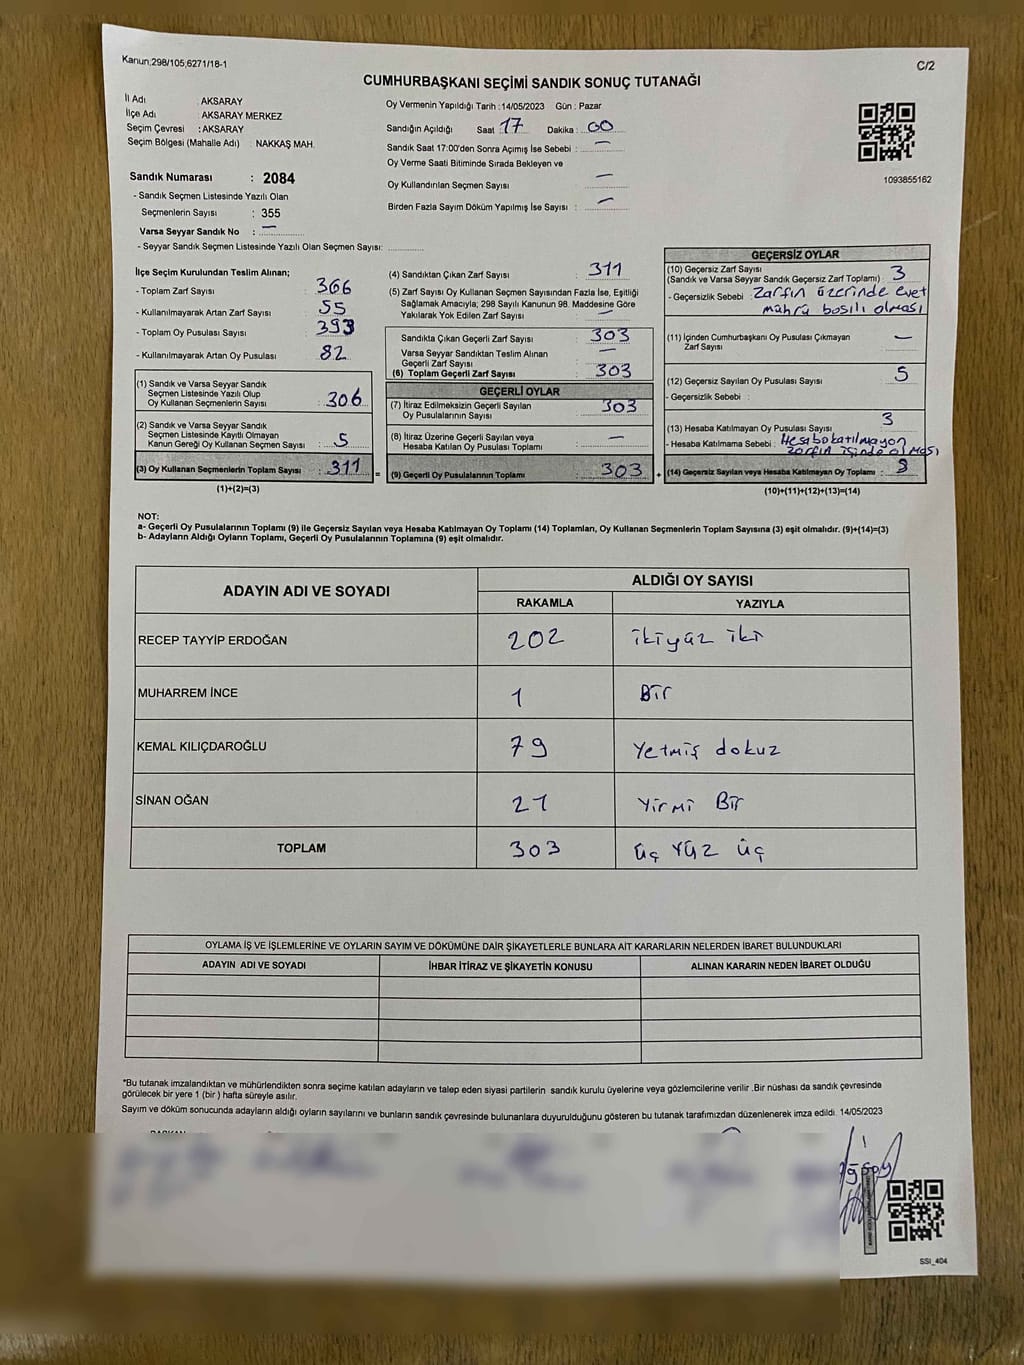 Kanun;298/105;6271/18-1
C/2
CUMHURBAŞKANI SEÇİMİ SANDIK SONUÇ TUTANAĞI
İl Adı : AKSARAY
İlçe Adı : AKSARAY MERKEZ
Seçim Çevresi : AKSARAY
Seçim Bölgesi (Mahalle Adı) : NAKKAŞ MAH.
Sandık Numarası : 2084
- Sandık Seçmen Listesinde Yazılı Olan
Seçmenlerin Sayısı : 355
Varsa Seyyar Sandık No : —
- Seyyar Sandık Seçmen Listesinde Yazılı Olan Seçmen Sayısı:
Oy Vermenin Yapıldığı Tarih :14/05/2023 Gün : Pazar
Sandığın Açıldığı Saat : 17 Dakika : 00
Sandık Saat 17:00'den Sonra Açımış İse Sebebi : —
Oy Verme Saati Bitiminde Sırada Bekleyen ve
Oy Kullandırılan Seçmen Sayısı : —
Birden Fazla Sayım Döküm Yapılmış İse Sayısı : —
1093855162
İlçe Seçim Kurulundan Teslim Alınan;
- Toplam Zarf Sayısı : 366
- Kullanılmayarak Artan Zarf Sayısı : 55
- Toplam Oy Pusulası Sayısı : 393
- Kullanılmayarak Artan Oy Pusulası : 82
(1) Sandık ve Varsa Seyyar Sandık
Seçmen Listesinde Yazılı Olup
Oy Kullanan Seçmenlerin Sayısı : 306
(2) Sandık ve Varsa Seyyar Sandık
Seçmen Listesinde Kayıtlı Olmayan
Kanun Gereği Oy Kullanan Seçmen Sayısı : 5
(3) Oy Kullanan Seçmenlerin Toplam Sayısı : 311 =
(1)+(2)=(3)
(4) Sandıktan Çıkan Zarf Sayısı : 311
(5) Zarf Sayısı Oy Kullanan Seçmen Sayısından Fazla İse, Eşitliği
Sağlamak Amacıyla; 298 Sayılı Kanunun 98. Maddesine Göre
Yakılarak Yok Edilen Zarf Sayısı : —
Sandıkta Çıkan Geçerli Zarf Sayısı : 303
Varsa Seyyar Sandıktan Teslim Alınan
Geçerli Zarf Sayısı : —
(6) Toplam Geçerli Zarf Sayısı : 303
GEÇERLİ OYLAR
(7) İtiraz Edilmeksizin Geçerli Sayılan
Oy Pusulalarının Sayısı : 303
(8) İtiraz Üzerine Geçerli Sayılan veya
Hesaba Katılan Oy Pusulası Toplamı : —
(9) Geçerli Oy Pusulalarının Toplamı : 303 +
GEÇERSİZ OYLAR
(10) Geçersiz Zarf Sayısı
(Sandık ve Varsa Seyyar Sandık Geçersiz Zarf Toplamı) : 3
- Geçersizlik Sebebi : Zarfın üzerinde evet
mührü basılı olması
(11) İçinden Cumhurbaşkanı Oy Pusulası Çıkmayan
Zarf Sayısı : —
(12) Geçersiz Sayılan Oy Pusulası Sayısı : 5
- Geçersizlik Sebebi :
(13) Hesaba Katılmayan Oy Pusulası Sayısı : 3
- Hesaba Katılmama Sebebi : Hesaba katılmayan
zarfın içinde olması
(14) Geçersiz Sayılan veya Hesaba Katılmayan Oy Toplamı : 8
(10)+(11)+(12)+(13)=(14)
NOT:
a- Geçerli Oy Pusulalarının Toplamı (9) ile Geçersiz Sayılan veya Hesaba Katılmayan Oy Toplamı (14) Toplamları, Oy Kullanan Seçmenlerin Toplam Sayısına (3) eşit olmalıdır. (9)+(14)=(3)
b- Adayların Aldığı Oyların Toplamı, Geçerli Oy Pusulalarının Toplamına (9) eşit olmalıdır.
ADAYIN ADI VE SOYADI ALDIĞI OY SAYISI
RAKAMLA YAZIYLA
RECEP TAYYİP ERDOĞAN 202 ikiyüz iki
MUHARREM İNCE 1 Bir
KEMAL KILIÇDAROĞLU 79 Yetmiş dokuz
SİNAN OĞAN 21 Yirmi Bir
TOPLAM 303 üç Yüz üç
OYLAMA İŞ VE İŞLEMLERİNE VE OYLARIN SAYIM VE DÖKÜMÜNE DAİR ŞİKAYETLERLE BUNLARA AİT KARARLARIN NELERDEN İBARET BULUNDUKLARI
ADAYIN ADI VE SOYADI İHBAR İTİRAZ VE ŞİKAYETİN KONUSU ALINAN KARARIN NEDEN İBARET OLDUĞU
*Bu tutanak imzalandıktan ve mühürlendikten sonra seçime katılan adayların ve talep eden siyasi partilerin sandık kurulu üyelerine veya gözlemcilerine verilir .Bir nüshası da sandık çevresinde
görülecek bir yere 1 (bir ) hafta süreyle asılır.
Sayım ve döküm sonucunda adayların aldığı oyların sayılarını ve bunların sandık çevresinde bulunanlara duyurulduğunu gösteren bu tutanak tarafımızdan düzenlenerek imza edildi. 14/05/2023
SSI_404